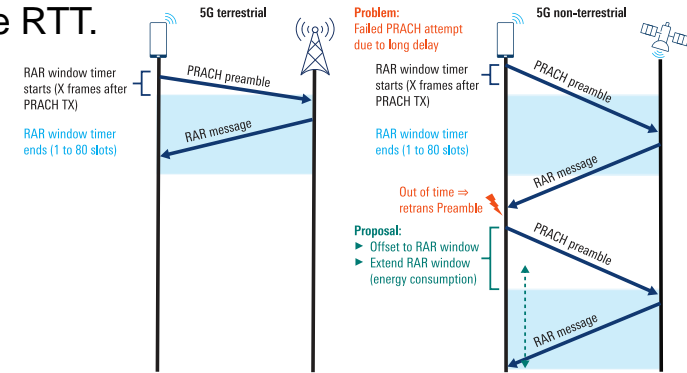 e RTT.
5G terrestrial
RAR window timer
starts (X frames after
PRACH TX)
PRACH preamble
RAR window timer
ends (1 to 80 slots)
RAR message
Problem:
Failed PRACH attempt
due to long delay
5G non-terrestrial
RAR window timer
starts (X frames after
PRACH TX)
PRACH preamble
RAR window timer
ends (1 to 80 slots)
RAR message
Out of time ⇒
retrans Preamble
Proposal:
► Offset to RAR window
► Extend RAR window
(energy consumption)
PRACH preamble
RAR message